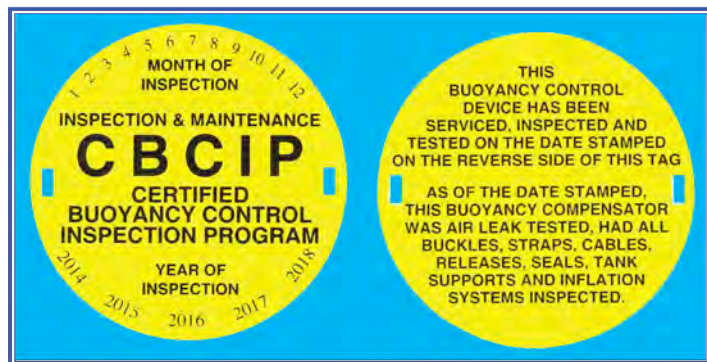 1 2 3 4 5 6 7 8 9 10 11 12
MONTH OF
INSPECTION
INSPECTION & MAINTENANCE
CBCIP
CERTIFIED
BUOYANCY CONTROL
INSPECTION PROGRAM
YEAR OF
INSPECTION
2014 2015 2016 2017 2018
THIS
BUOYANCY CONTROL
DEVICE HAS BEEN
SERVICED, INSPECTED AND
TESTED ON THE DATE STAMPED
ON THE REVERSE SIDE OF THIS TAG
AS OF THE DATE STAMPED,
THIS BUOYANCY COMPENSATOR
WAS AIR LEAK TESTED, HAD ALL
BUCKLES, STRAPS, CABLES,
RELEASES, SEALS, TANK
SUPPORTS AND INFLATION
SYSTEMS INSPECTED.